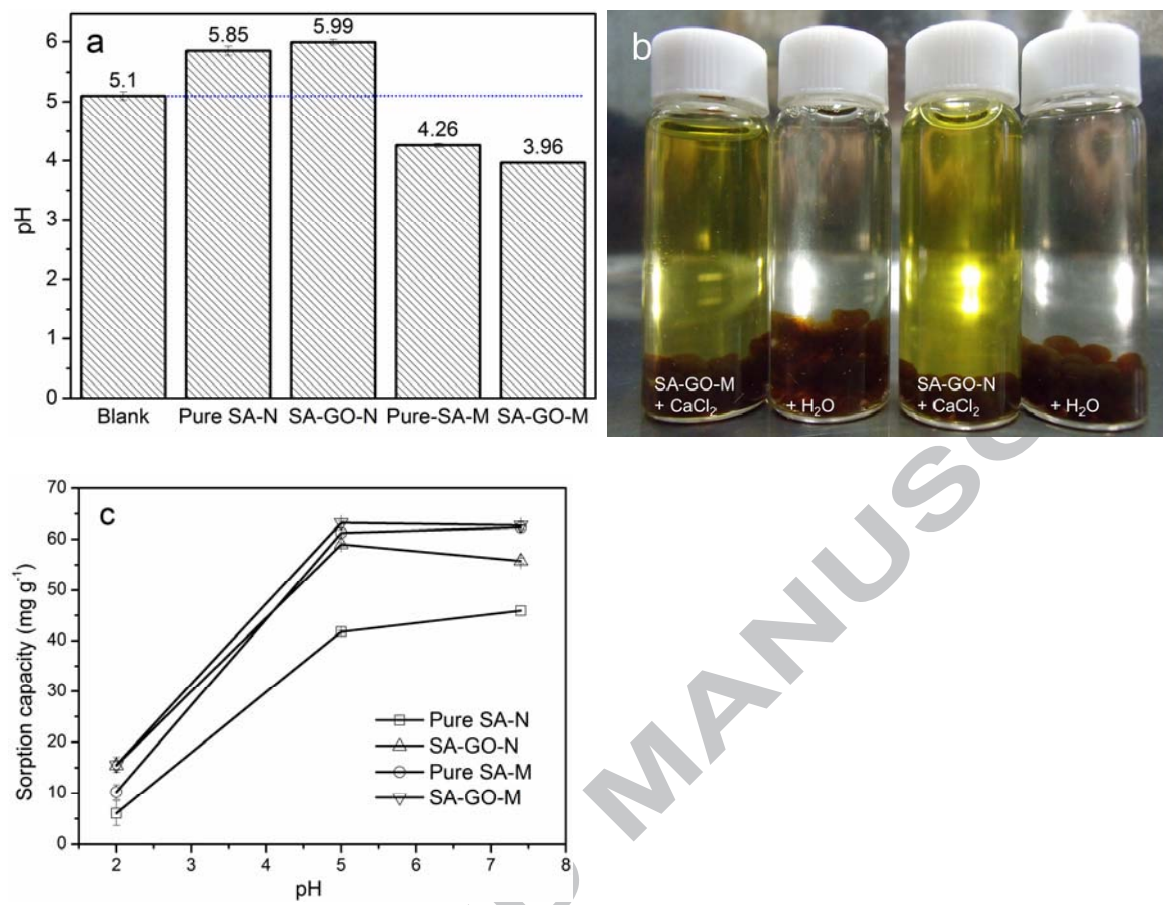 a
6
5
4
3
2
1
0
pH
5.1
5.85
5.99
4.26
3.96
Blank
Pure SA-N
SA-GO-N
Pure-SA-M
SA-GO-M
b
SA-GO-M
+ CaCl₂
+ H₂O
SA-GO-N
+ CaCl₂
+ H₂O
c
70
60
50
40
30
20
10
0
Sorption capacity (mg g⁻¹)
Pure SA-N
SA-GO-N
Pure SA-M
SA-GO-M
2 3 4 5 6 7 8
pH
MANUSC